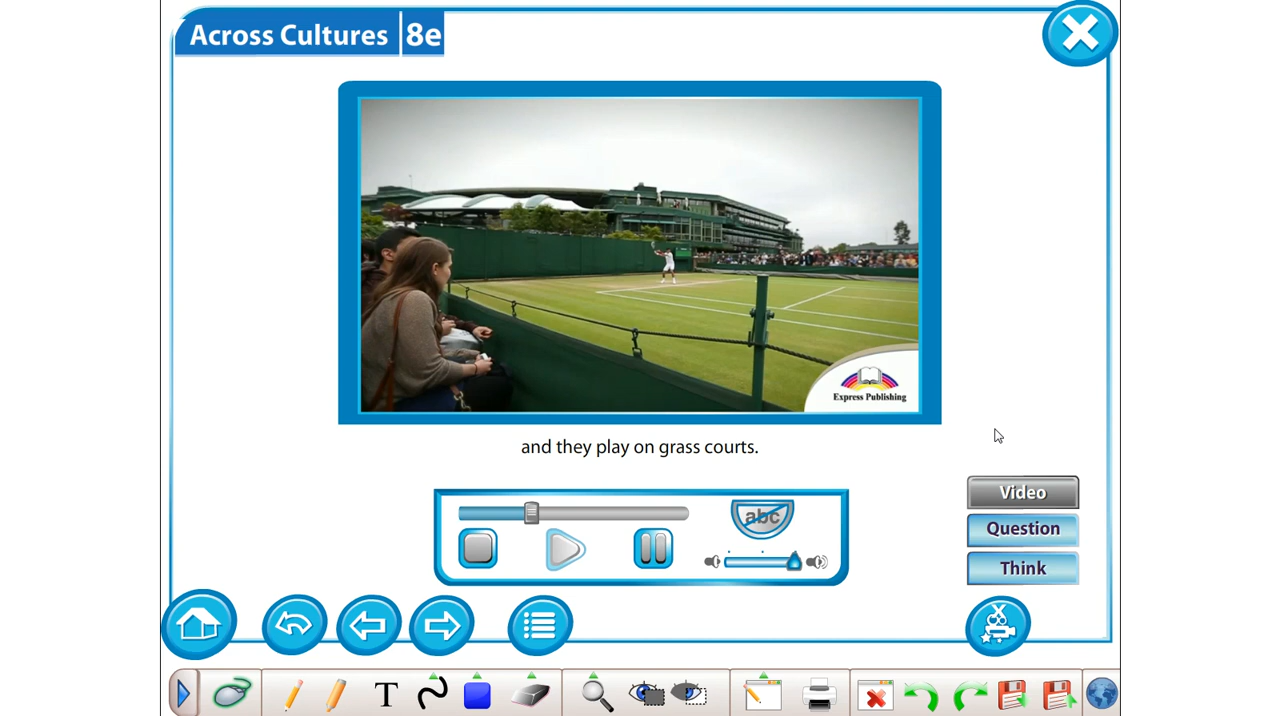 Across Cultures 8e
Express Publishing
and they play on grass courts.
abc
Video
Question
Think
T